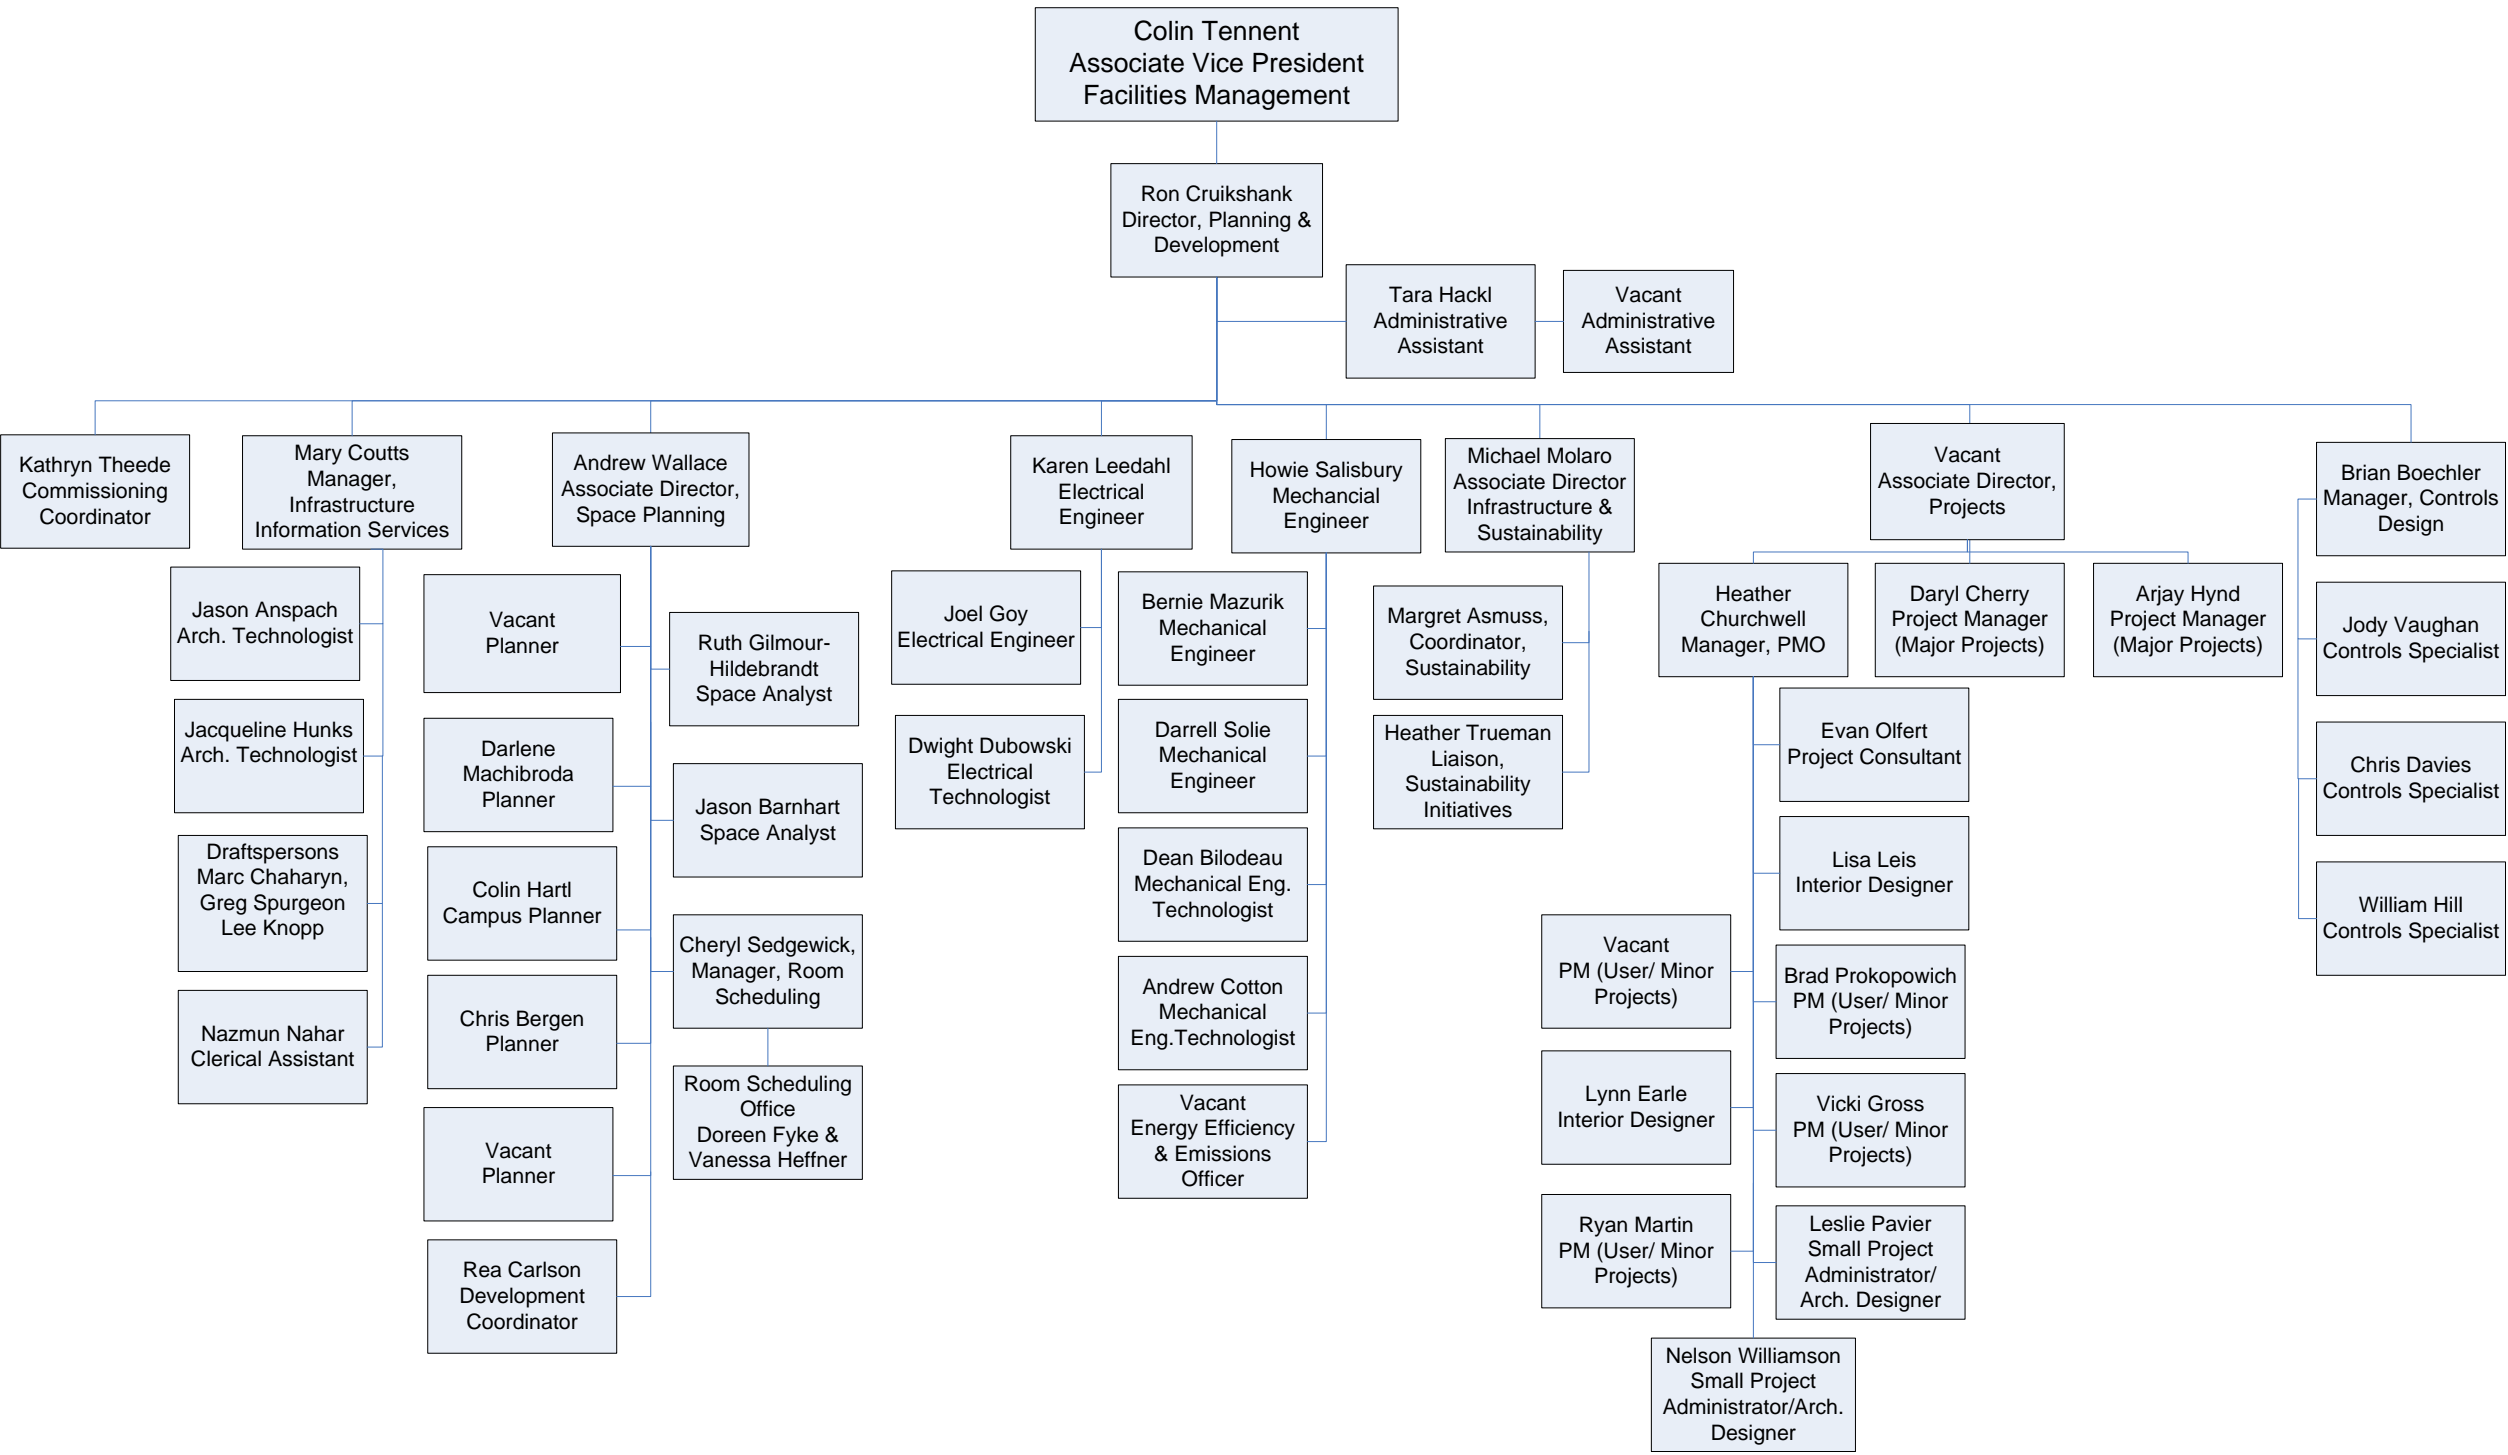 Colin Tennent
Associate Vice President
Facilities Management
Ron Cruikshank
Director, Planning &
Development
Tara Hackl
Administrative
Assistant
Vacant
Administrative
Assistant
Kathryn Theede
Commissioning
Coordinator
Mary Coutts
Manager,
Infrastructure
Information Services
Andrew Wallace
Associate Director,
Space Planning
Karen Leedahl
Electrical
Engineer
Howie Salisbury
Mechancial
Engineer
Michael Molaro
Associate Director
Infrastructure &
Sustainability
Vacant
Associate Director,
Projects
Brian Boechler
Manager, Controls
Design
Jason Anspach
Arch. Technologist
Jacqueline Hunks
Arch. Technologist
Draftspersons
Marc Chaharyn,
Greg Spurgeon
Lee Knopp
Nazmun Nahar
Clerical Assistant
Vacant
Planner
Darlene
Machibroda
Planner
Colin Hartl
Campus Planner
Chris Bergen
Planner
Vacant
Planner
Rea Carlson
Development
Coordinator
Ruth Gilmour-
Hildebrandt
Space Analyst
Jason Barnhart
Space Analyst
Cheryl Sedgewick,
Manager, Room
Scheduling
Room Scheduling
Office
Doreen Fyke &
Vanessa Heffner
Joel Goy
Electrical Engineer
Dwight Dubowski
Electrical
Technologist
Bernie Mazurik
Mechanical
Engineer
Darrell Solie
Mechanical
Engineer
Dean Bilodeau
Mechanical Eng.
Technologist
Andrew Cotton
Mechanical
Eng.Technologist
Vacant
Energy Efficiency
& Emissions
Officer
Margret Asmuss,
Coordinator,
Sustainability
Heather Trueman
Liaison,
Sustainability
Initiatives
Heather
Churchwell
Manager, PMO
Daryl Cherry
Project Manager
(Major Projects)
Arjay Hynd
Project Manager
(Major Projects)
Evan Olfert
Project Consultant
Lisa Leis
Interior Designer
Vacant
PM (User/ Minor
Projects)
Brad Prokopowich
PM (User/ Minor
Projects)
Lynn Earle
Interior Designer
Vicki Gross
PM (User/ Minor
Projects)
Ryan Martin
PM (User/ Minor
Projects)
Leslie Pavier
Small Project
Administrator/
Arch. Designer
Nelson Williamson
Small Project
Administrator/Arch.
Designer
Jody Vaughan
Controls Specialist
Chris Davies
Controls Specialist
William Hill
Controls Specialist